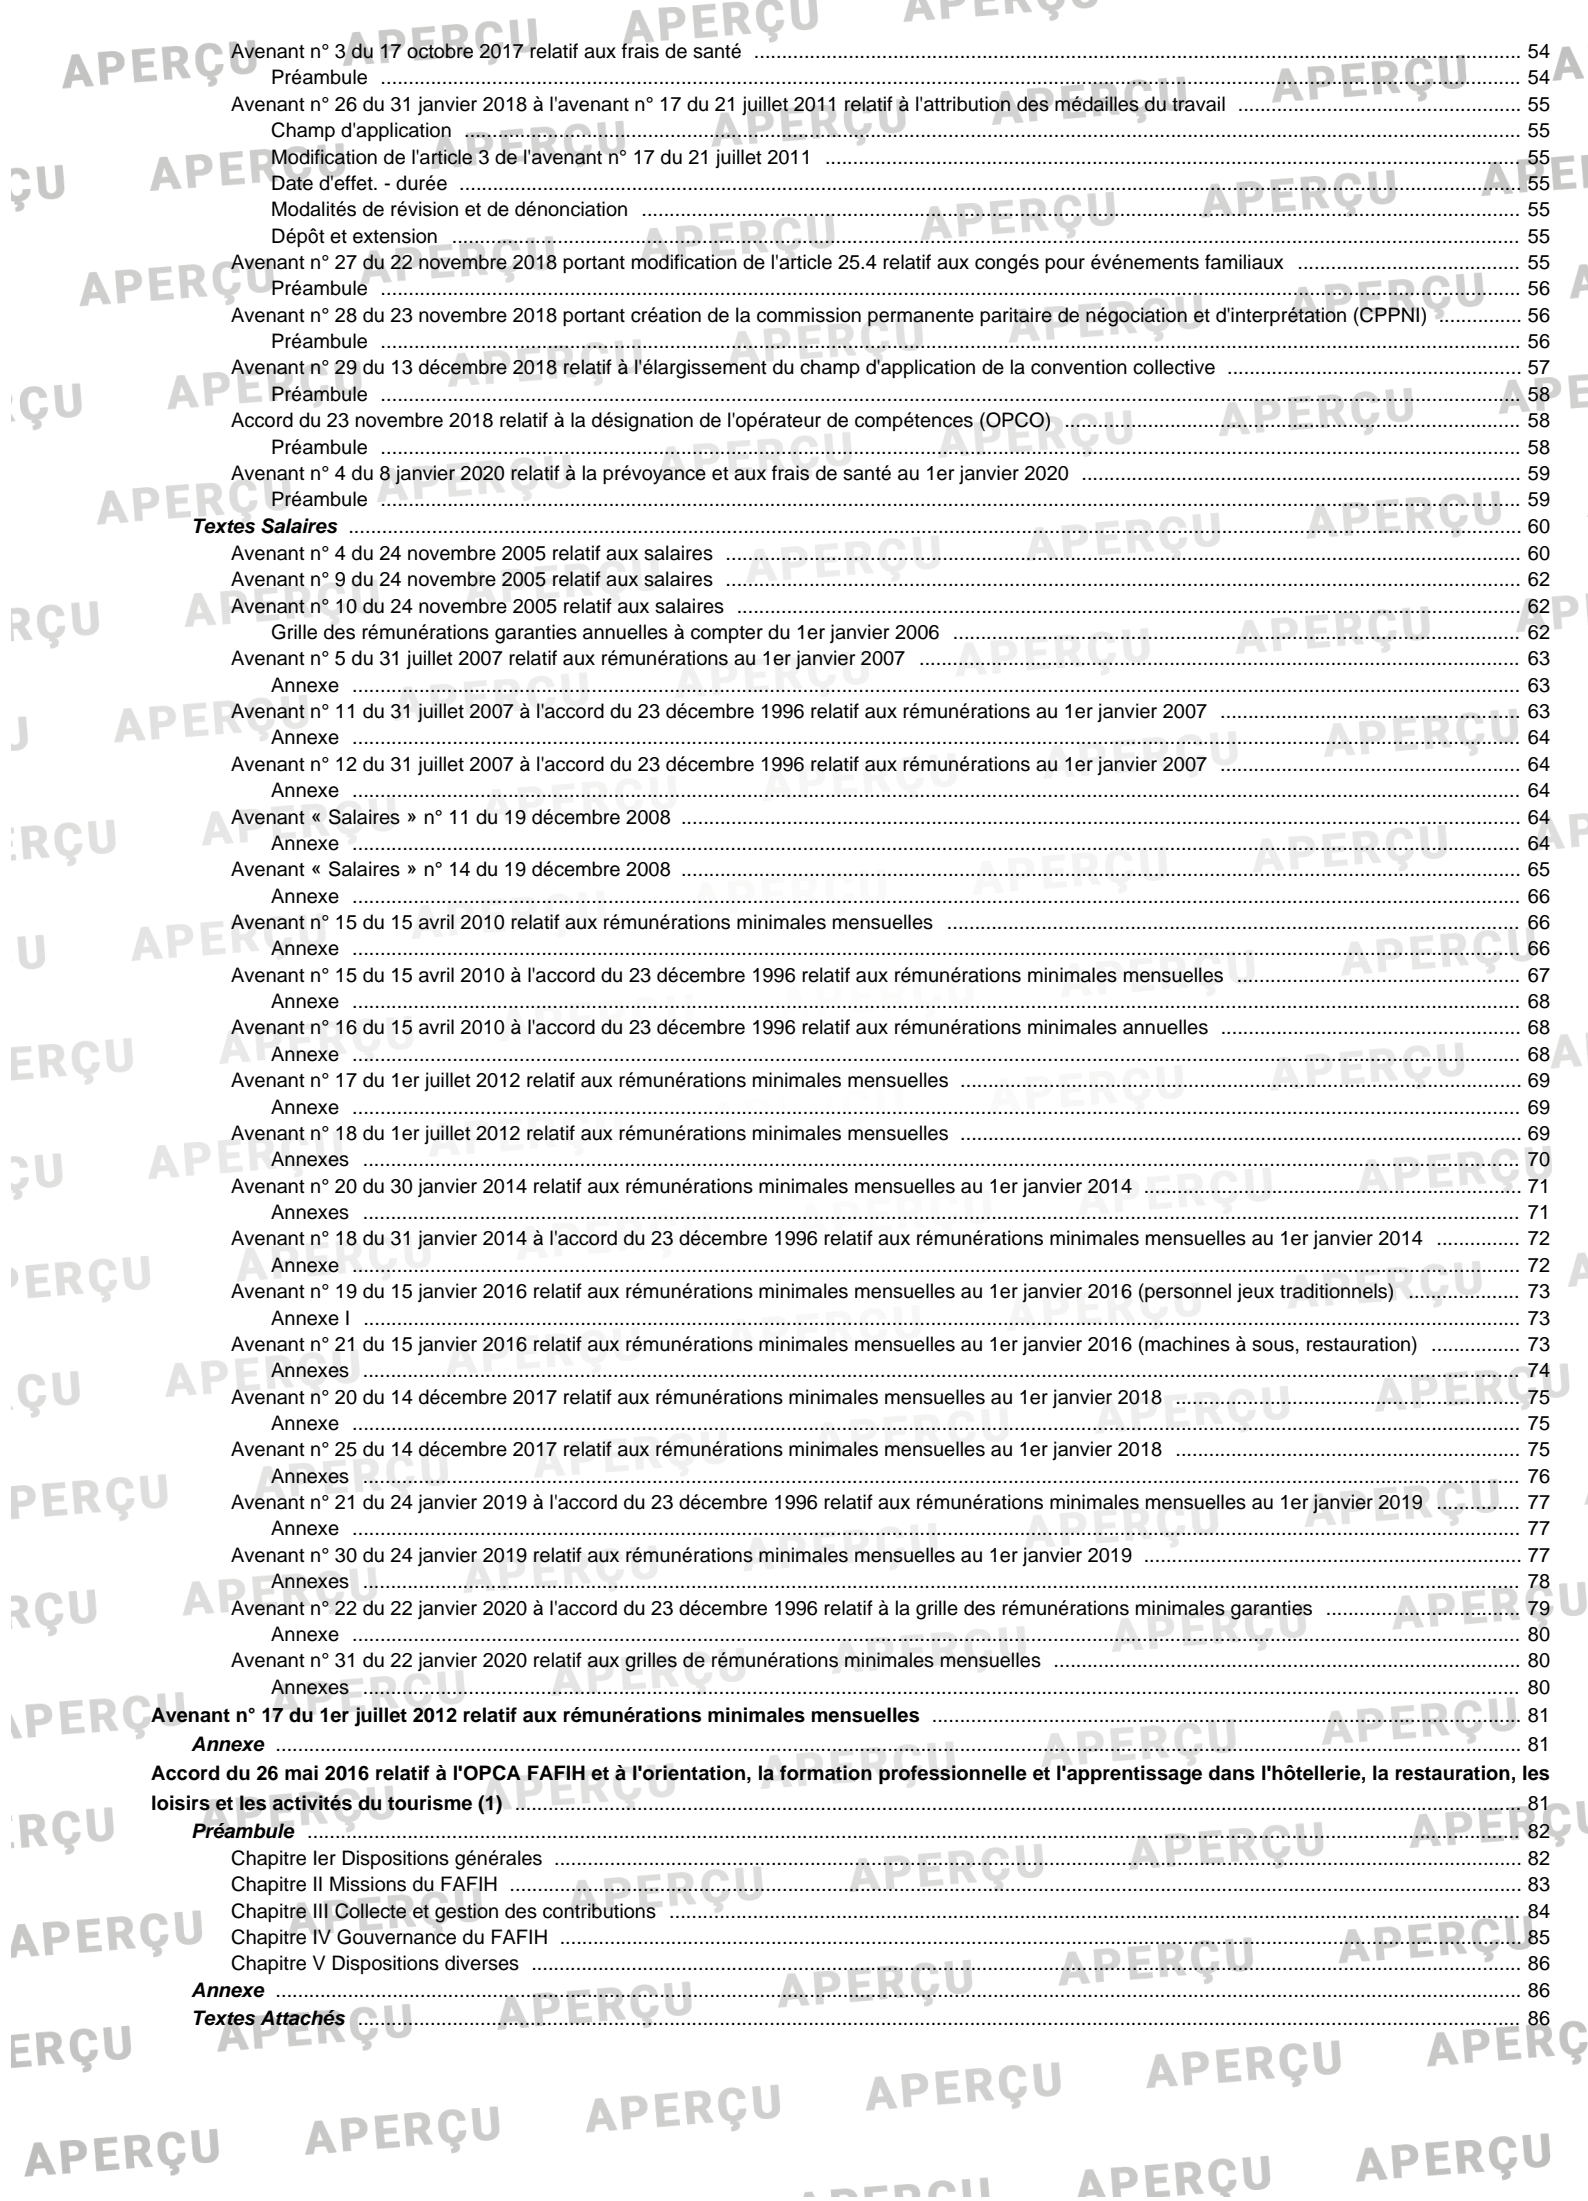 Avenant n° 3 du 17 octobre 2017 relatif aux frais de santé ... 54
Préambule ... 54
Avenant n° 26 du 31 janvier 2018 à l'avenant n° 17 du 21 juillet 2011 relatif à l'attribution des médailles du travail ... 55
Champ d'application ... 55
Modification de l'article 3 de l'avenant n° 17 du 21 juillet 2011 ... 55
Date d'effet. - durée ... 55
Modalités de révision et de dénonciation ... 55
Dépôt et extension ... 55
Avenant n° 27 du 22 novembre 2018 portant modification de l'article 25.4 relatif aux congés pour événements familiaux ... 55
Préambule ... 56
Avenant n° 28 du 23 novembre 2018 portant création de la commission permanente paritaire de négociation et d'interprétation (CPPNI) ... 56
Préambule ... 56
Avenant n° 29 du 13 décembre 2018 relatif à l'élargissement du champ d'application de la convention collective ... 57
Préambule ... 58
Accord du 23 novembre 2018 relatif à la désignation de l'opérateur de compétences (OPCO) ... 58
Préambule ... 58
Avenant n° 4 du 8 janvier 2020 relatif à la prévoyance et aux frais de santé au 1er janvier 2020 ... 59
Préambule ... 59
Textes Salaires ... 60
Avenant n° 4 du 24 novembre 2005 relatif aux salaires ... 60
Avenant n° 9 du 24 novembre 2005 relatif aux salaires ... 62
Avenant n° 10 du 24 novembre 2005 relatif aux salaires ... 62
Grille des rémunérations garanties annuelles à compter du 1er janvier 2006 ... 62
Avenant n° 5 du 31 juillet 2007 relatif aux rémunérations au 1er janvier 2007 ... 63
Annexe ... 63
Avenant n° 11 du 31 juillet 2007 à l'accord du 23 décembre 1996 relatif aux rémunérations au 1er janvier 2007 ... 63
Annexe ... 64
Avenant n° 12 du 31 juillet 2007 à l'accord du 23 décembre 1996 relatif aux rémunérations au 1er janvier 2007 ... 64
Annexe ... 64
Avenant « Salaires » n° 11 du 19 décembre 2008 ... 64
Annexe ... 64
Avenant « Salaires » n° 14 du 19 décembre 2008 ... 65
Annexe ... 66
Avenant n° 15 du 15 avril 2010 relatif aux rémunérations minimales mensuelles ... 66
Annexe ... 66
Avenant n° 15 du 15 avril 2010 à l'accord du 23 décembre 1996 relatif aux rémunérations minimales mensuelles ... 67
Annexe ... 68
Avenant n° 16 du 15 avril 2010 à l'accord du 23 décembre 1996 relatif aux rémunérations minimales annuelles ... 68
Annexe ... 68
Avenant n° 17 du 1er juillet 2012 relatif aux rémunérations minimales mensuelles ... 69
Annexe ... 69
Avenant n° 18 du 1er juillet 2012 relatif aux rémunérations minimales mensuelles ... 69
Annexes ... 70
Avenant n° 20 du 30 janvier 2014 relatif aux rémunérations minimales mensuelles au 1er janvier 2014 ... 71
Annexes ... 71
Avenant n° 18 du 31 janvier 2014 à l'accord du 23 décembre 1996 relatif aux rémunérations minimales mensuelles au 1er janvier 2014 ... 72
Annexe ... 72
Avenant n° 19 du 15 janvier 2016 relatif aux rémunérations minimales mensuelles au 1er janvier 2016 (personnel jeux traditionnels) ... 73
Annexe I ... 73
Avenant n° 21 du 15 janvier 2016 relatif aux rémunérations minimales mensuelles au 1er janvier 2016 (machines à sous, restauration) ... 73
Annexes ... 74
Avenant n° 20 du 14 décembre 2017 relatif aux rémunérations minimales mensuelles au 1er janvier 2018 ... 75
Annexe ... 75
Avenant n° 25 du 14 décembre 2017 relatif aux rémunérations minimales mensuelles au 1er janvier 2018 ... 75
Annexes ... 76
Avenant n° 21 du 24 janvier 2019 à l'accord du 23 décembre 1996 relatif aux rémunérations minimales mensuelles au 1er janvier 2019 ... 77
Annexe ... 77
Avenant n° 30 du 24 janvier 2019 relatif aux rémunérations minimales mensuelles au 1er janvier 2019 ... 77
Annexes ... 78
Avenant n° 22 du 22 janvier 2020 à l'accord du 23 décembre 1996 relatif à la grille des rémunérations minimales garanties ... 79
Annexe ... 80
Avenant n° 31 du 22 janvier 2020 relatif aux grilles de rémunérations minimales mensuelles ... 80
Annexes ... 80
Avenant n° 17 du 1er juillet 2012 relatif aux rémunérations minimales mensuelles ... 81
Annexe ... 81
Accord du 26 mai 2016 relatif à l'OPCA FAFIH et à l'orientation, la formation professionnelle et l'apprentissage dans l'hôtellerie, la restauration, les
loisirs et les activités du tourisme (1) ... 81
Préambule ... 82
Chapitre Ier Dispositions générales ... 82
Chapitre II Missions du FAFIH ... 83
Chapitre III Collecte et gestion des contributions ... 84
Chapitre IV Gouvernance du FAFIH ... 85
Chapitre V Dispositions diverses ... 86
Annexe ... 86
Textes Attachés ... 86
APERÇU